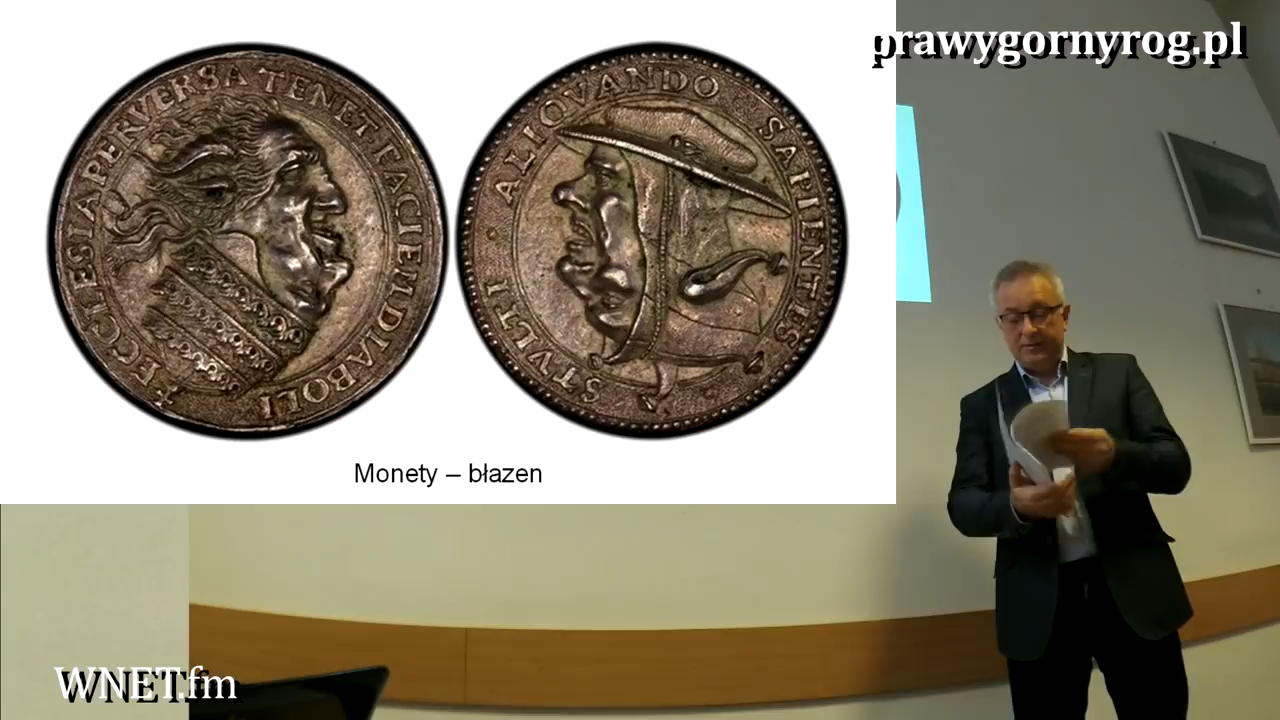 prawygornyrog.pl
ECCLESIA PERVERSA TENET FACIEM DIABOLI
STVLTI · ALIQVANDO · SAPIENTES
Monety – błazen
WNET.fm